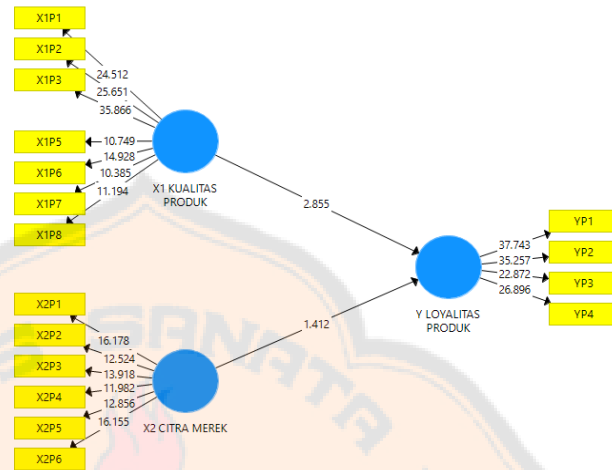 X1P1
X1P2
X1P3
X1P5
X1P6
X1P7
X1P8
24.512
25.651
35.866
10.749
14.928
10.385
11.194
X1 KUALITAS
PRODUK
2.855
X2P1
X2P2
X2P3
X2P4
X2P5
X2P6
16.178
12.524
13.918
11.982
12.856
16.155
X2 CITRA MEREK
1.412
Y LOYALITAS
PRODUK
37.743
35.257
22.872
26.896
YP1
YP2
YP3
YP4
S SANATA